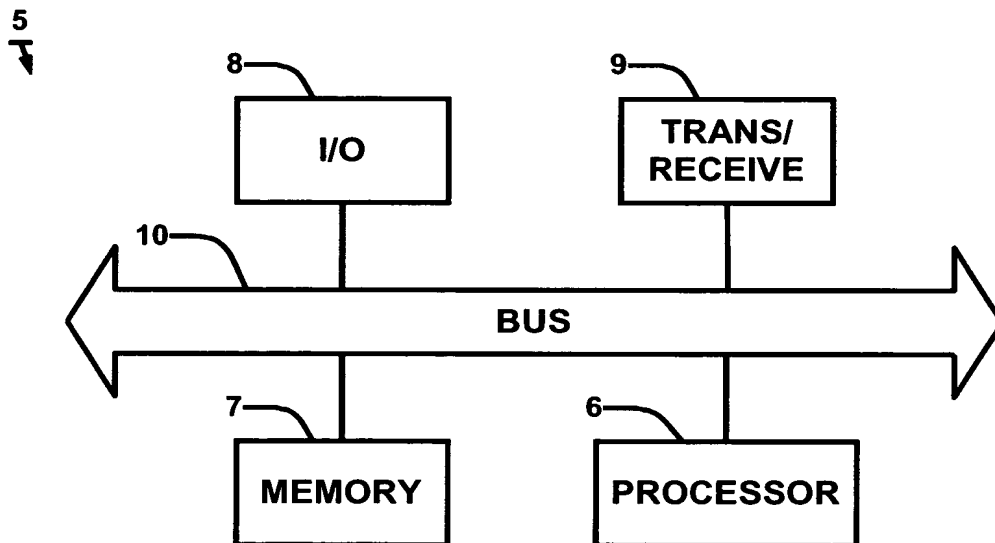 5
8
9
I/O
TRANS/
RECEIVE
10
BUS
7
6
MEMORY
PROCESSOR